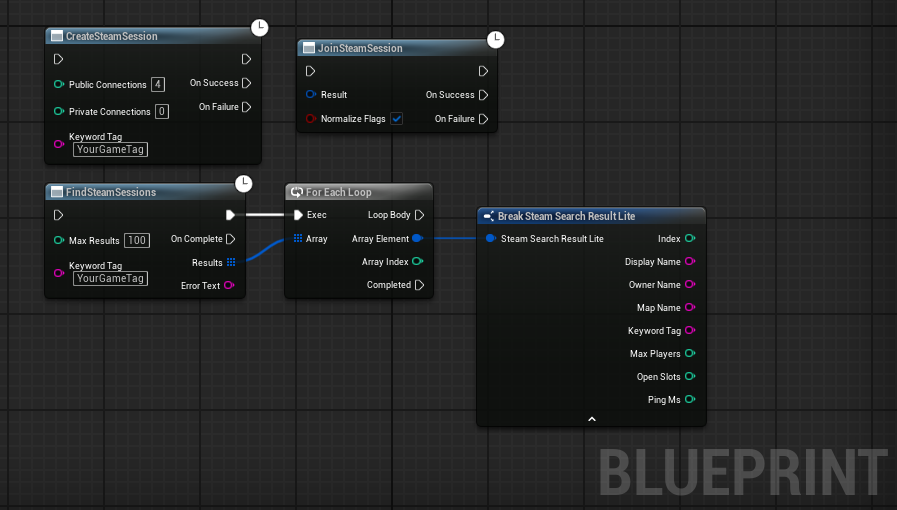 CreateSteamSession
Public Connections 4
On Success
Private Connections 0
On Failure
Keyword Tag
YourGameTag
JoinSteamSession
Result
On Success
Normalize Flags
On Failure
FindSteamSessions
Max Results 100
On Complete
Keyword Tag
YourGameTag
Results
Error Text
For Each Loop
Exec
Loop Body
Array
Array Element
Array Index
Completed
Break Steam Search Result Lite
Steam Search Result Lite
Index
Display Name
Owner Name
Map Name
Keyword Tag
Max Players
Open Slots
Ping Ms
BLUEPRINT